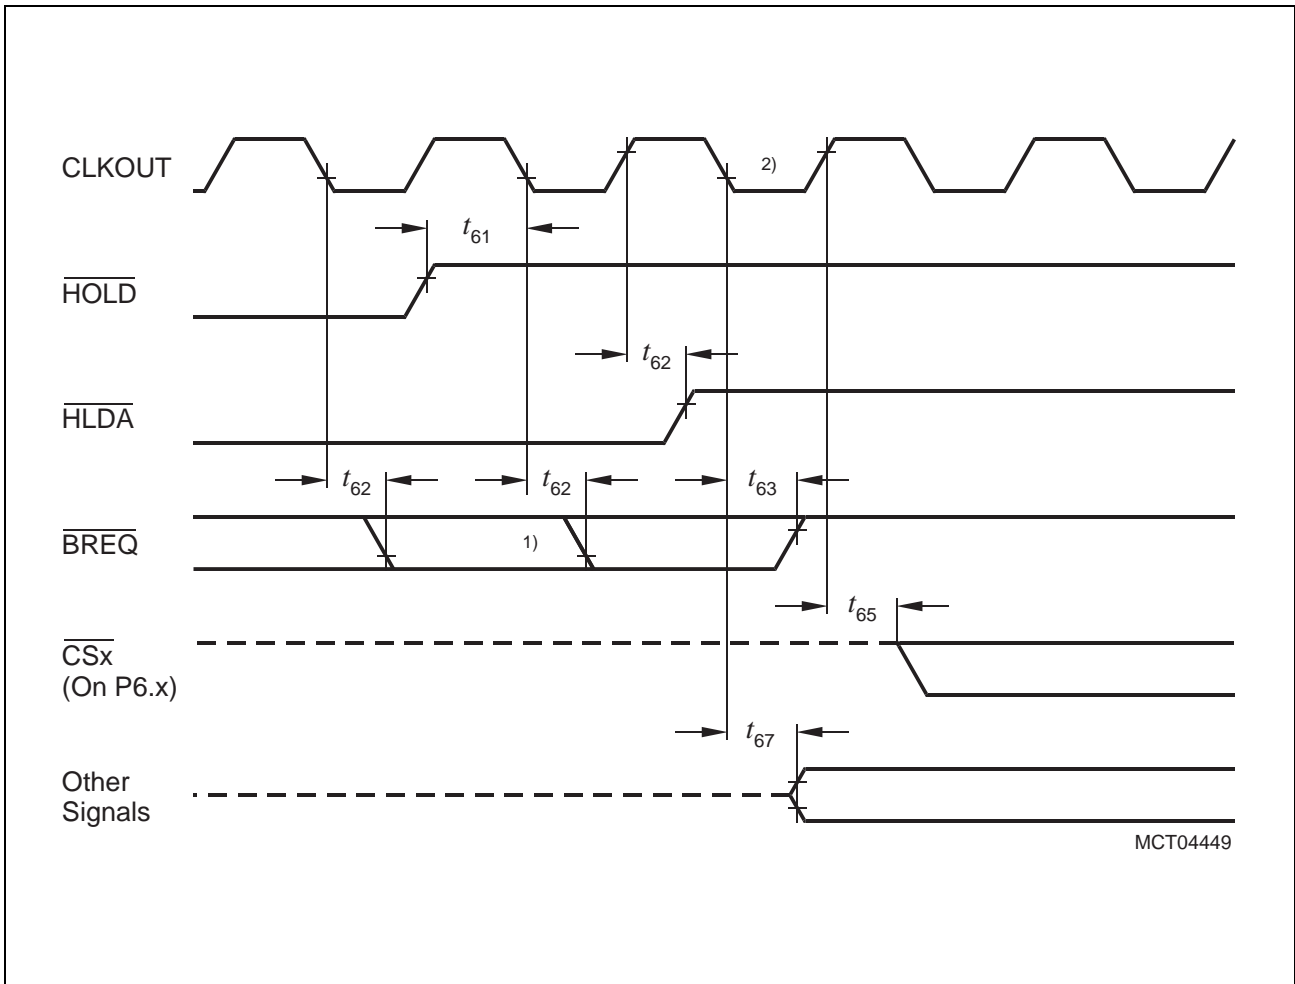 CLKOUT
2)
t61
HOLD
t62
HLDA
t62
t62
t63
BREQ
1)
t65
CSx
(On P6.x)
t67
Other
Signals
MCT04449